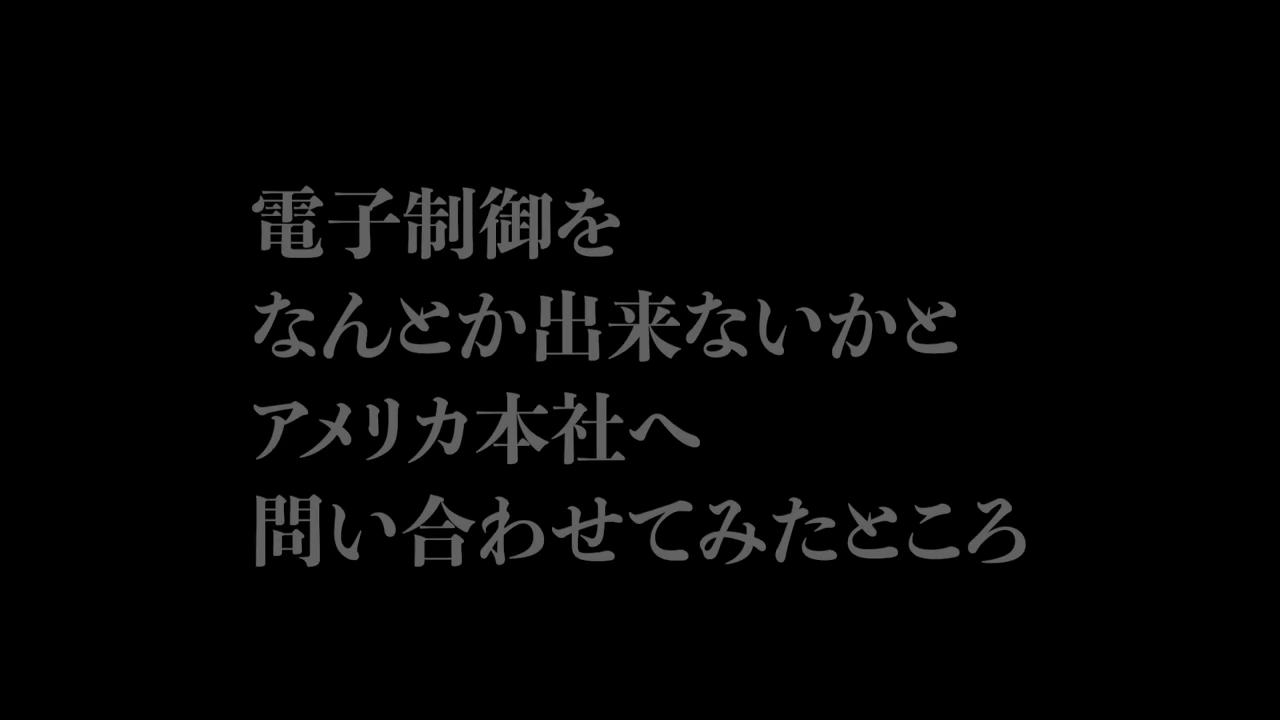 電子制御を
なんとか出来ないかと
アメリカ本社へ
問い合わせてみたところ